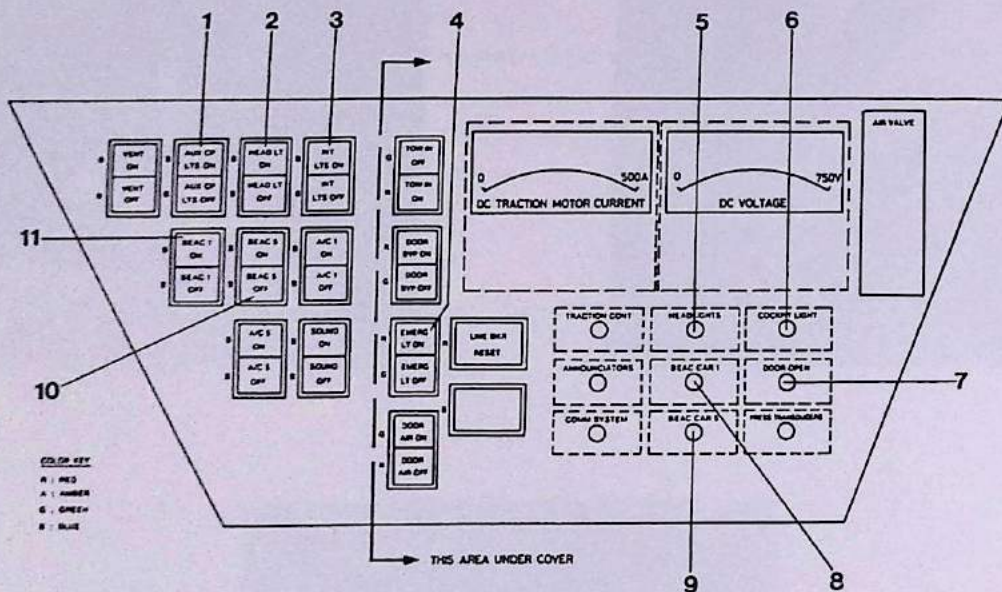 1 2 3 4 5 6
AIR VALVE
VENT ON
VENT OFF
AUX CP LTS ON
AUX CP LTS OFF
HEAD LT ON
HEAD LT OFF
INT LTS ON
INT LTS OFF
TOW IN OFF
TOW IN ON
0 500A
DC TRACTION MOTOR CURRENT
0 750V
DC VOLTAGE
11
BEAC 1 ON
BEAC 1 OFF
BEAC 5 ON
BEAC 5 OFF
A/C 1 ON
A/C 1 OFF
DOOR BYP ON
DOOR BYP OFF
10
A/C 5 ON
A/C 5 OFF
SOUND ON
SOUND OFF
EMERG LT ON
EMERG LT OFF
LINE BKR RESET
DOOR AIR ON
DOOR AIR OFF
TRACTION CONT
HEADLIGHTS
COCKPIT LIGHT
ANNOUNCIATORS
BEAC CAR 1
DOOR OPEN
7
COMM SYSTEM
BEAC CAR 5
PRESS TRANSDUCERS
COLOR KEY
R : RED
A : AMBER
G : GREEN
B : BLUE
THIS AREA UNDER COVER
9 8